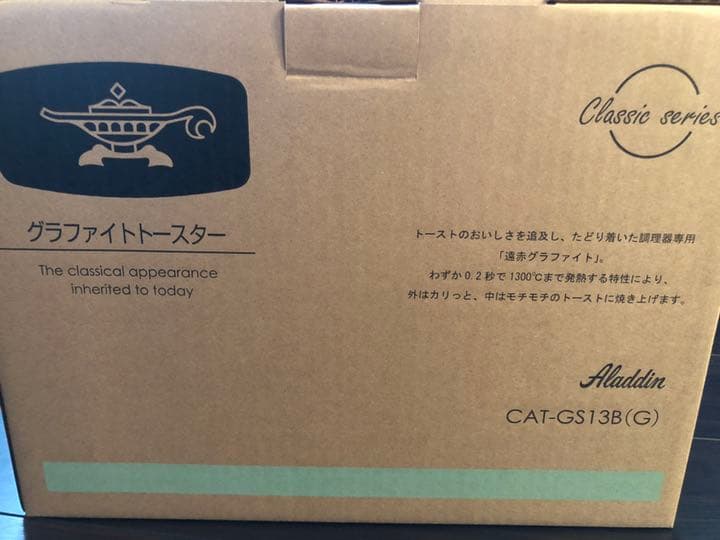 Classic series
グラファイトトースター
The classical appearance
inherited to today
トーストのおいしさを追及し、たどり着いた調理器専用
「遠赤グラファイト」。
わずか0.2秒で1300℃まで発熱する特性により、
外はカリっと、中はモチモチのトーストに焼き上げます。
Aladdin
CAT-GS13B(G)